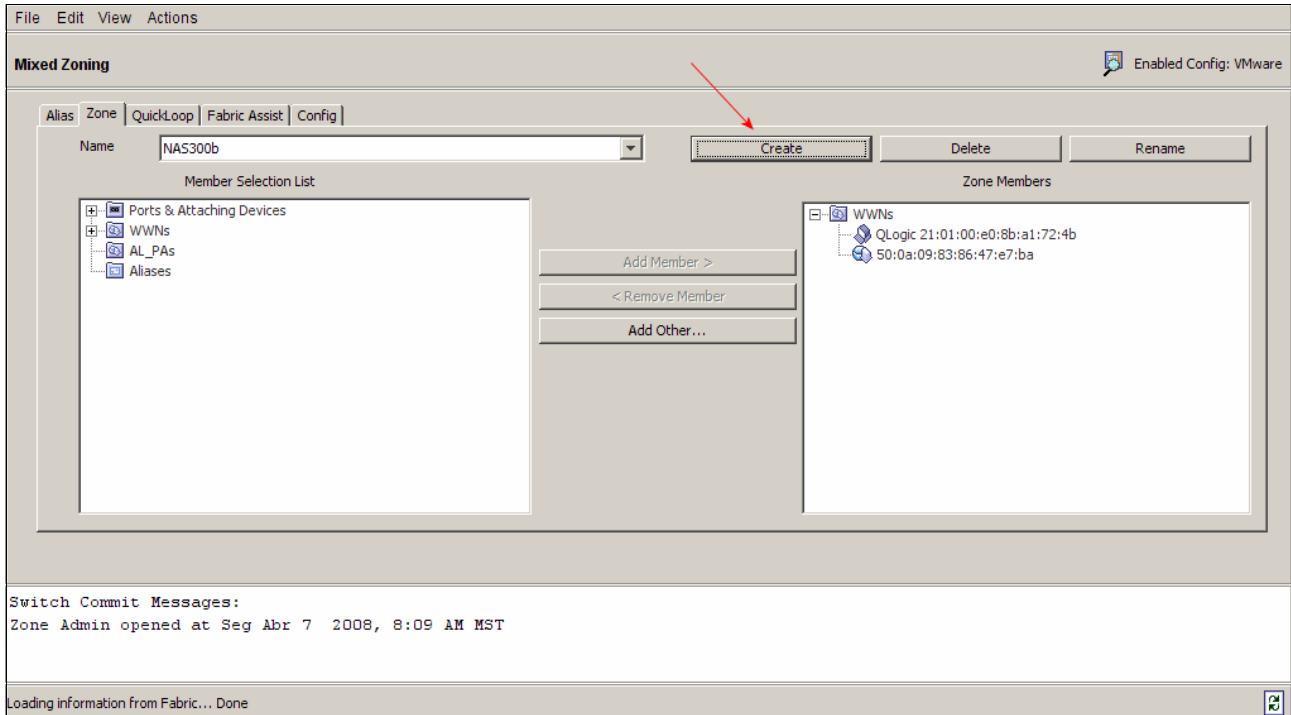 File Edit View Actions
Mixed Zoning
Enabled Config: VMware
Alias Zone QuickLoop Fabric Assist Config
Name NAS300b Create Delete Rename
Member Selection List
Zone Members
Ports & Attaching Devices
WWNs
AL_PAs
Aliases
Add Member >
< Remove Member
Add Other...
WWNs
QLogic 21:01:00:e0:8b:a1:72:4b
50:0a:09:83:86:47:e7:ba
Switch Commit Messages:
Zone Admin opened at Seg Abr 7 2008, 8:09 AM MST
Loading information from Fabric... Done